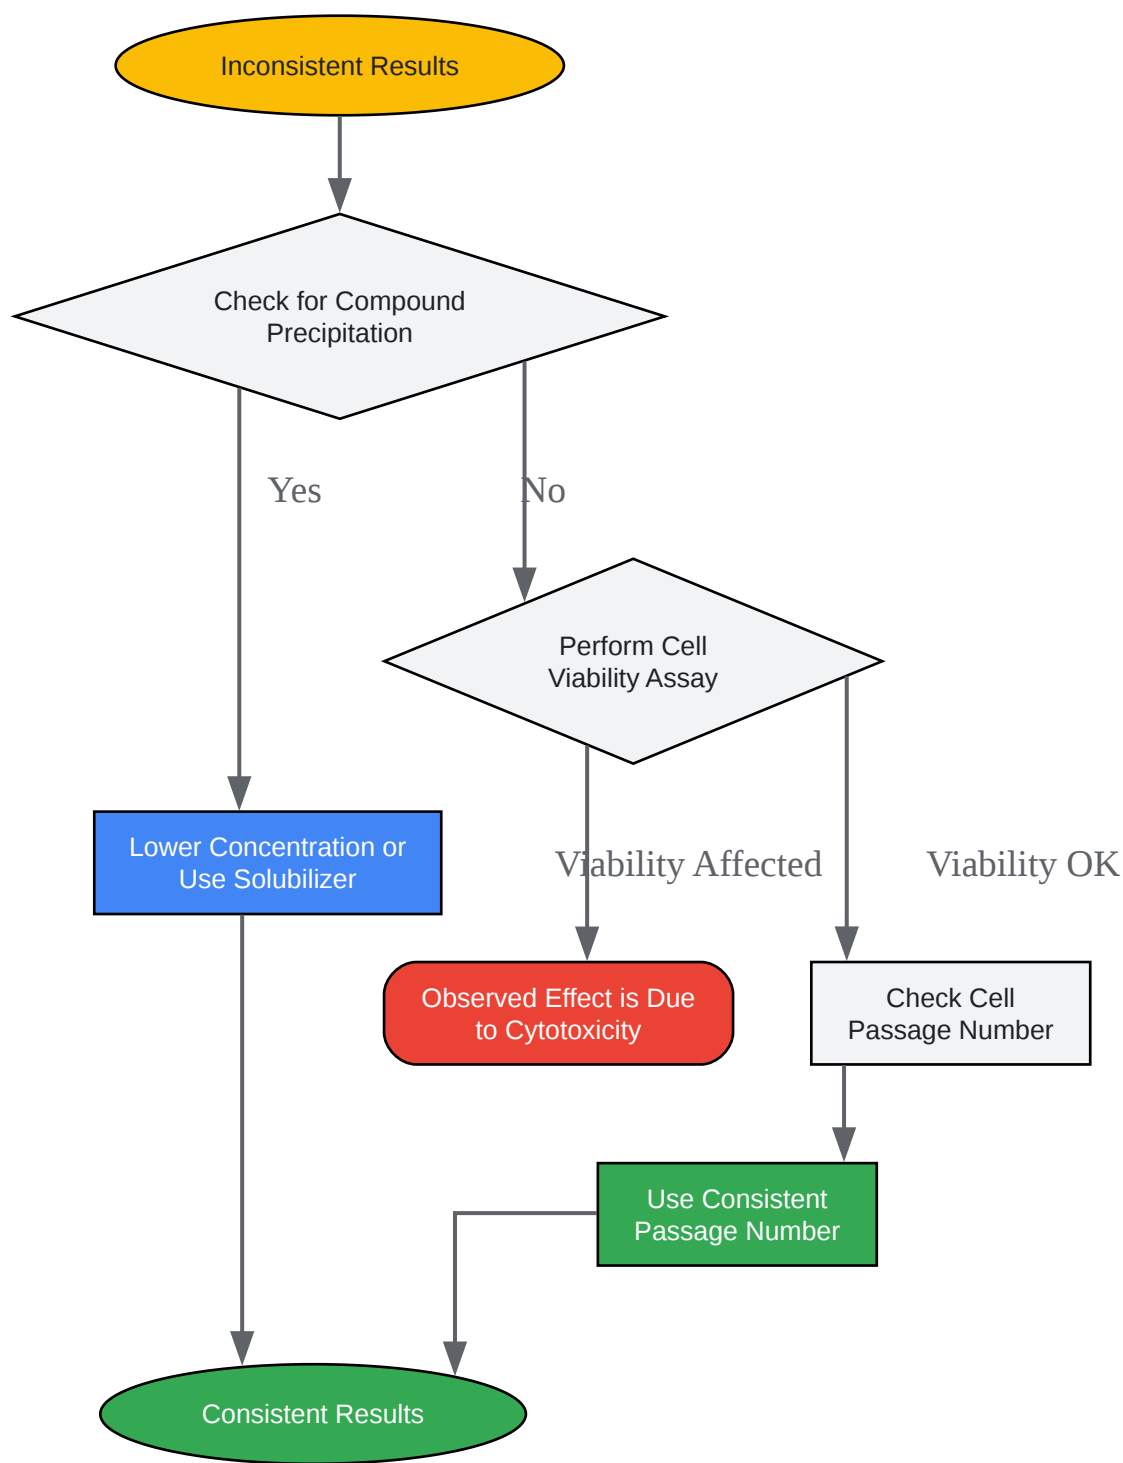 Inconsistent Results
Check for Compound
Precipitation
Yes
No
Perform Cell
Viability Assay
Lower Concentration or
Use Solubilizer
Viability Affected
Viability OK
Observed Effect is Due
to Cytotoxicity
Check Cell
Passage Number
Use Consistent
Passage Number
Consistent Results